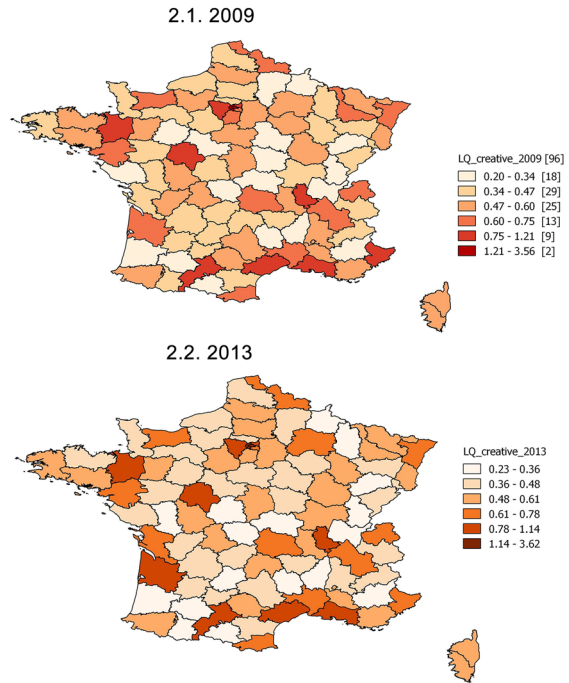 2.1. 2009
LQ_creative_2009 [96]
0.20 - 0.34 [18]
0.34 - 0.47 [29]
0.47 - 0.60 [25]
0.60 - 0.75 [13]
0.75 - 1.21 [9]
1.21 - 3.56 [2]
2.2. 2013
LQ_creative_2013
0.23 - 0.36
0.36 - 0.48
0.48 - 0.61
0.61 - 0.78
0.78 - 1.14
1.14 - 3.62